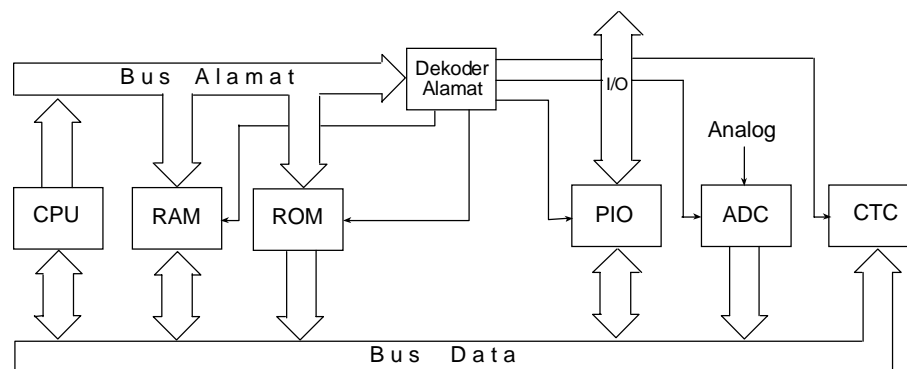 Bus Alamat
Dekoder
Alamat
I/O
Analog
CPU
RAM
ROM
PIO
ADC
CTC
Bus Data